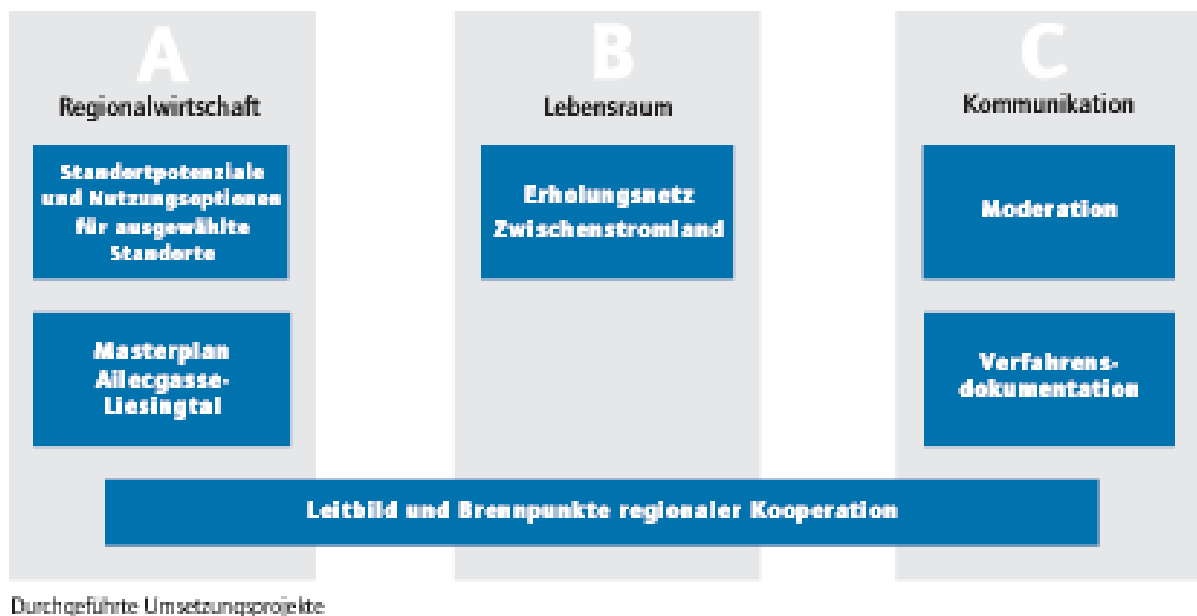 A
Regionalwirtschaft
Standortpotenziale
und Nutzungsoptionen
für ausgewählte
Standorte
Masterplan
Ailecgasse-
Liesingtal
B
Lebensraum
Erholungsnetz
Zwischenstromland
C
Kommunikation
Moderation
Verfahrens-
dokumentation
Leitbild und Brennpunkte regionaler Kooperation
Durchgeführte Umsetzungsprojekte